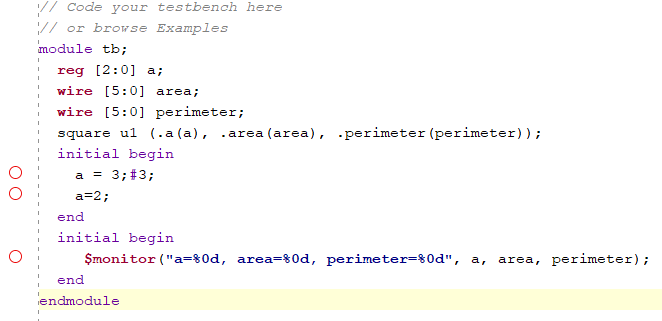 // Code your testbench here
// or browse Examples
module tb;
reg [2:0] a;
wire [5:0] area;
wire [5:0] perimeter;
square u1 (.a(a), .area(area), .perimeter(perimeter));
initial begin
a = 3;#3;
a=2;
end
initial begin
$monitor("a=%0d, area=%0d, perimeter=%0d", a, area, perimeter);
end
endmodule